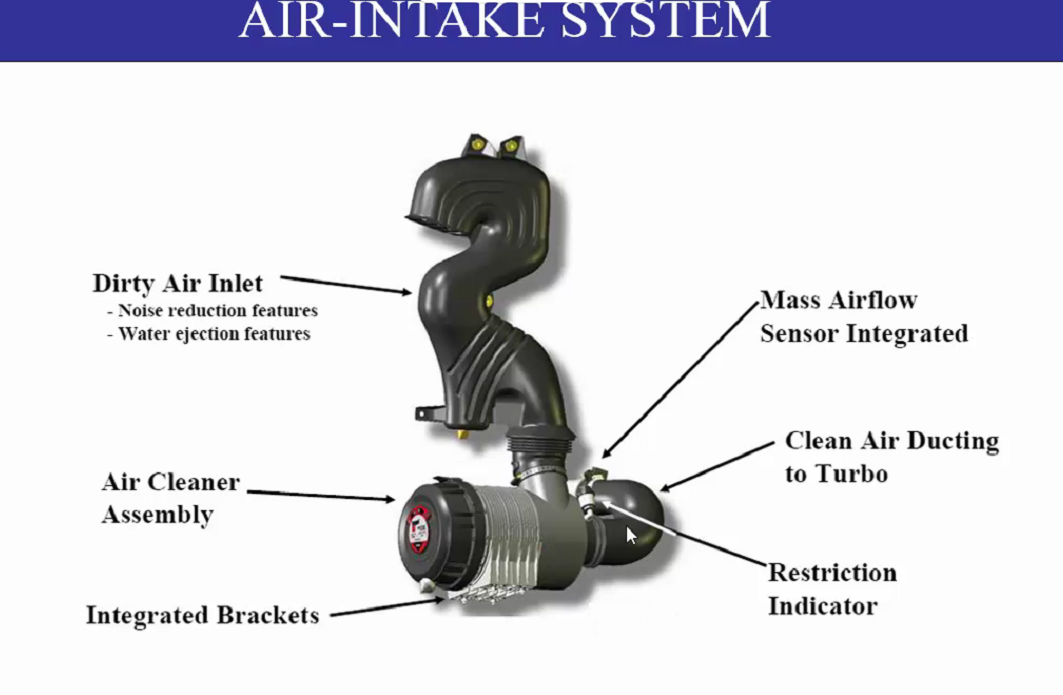 AIR-INTAKE SYSTEM
Dirty Air Inlet
- Noise reduction features
- Water ejection features
Mass Airflow
Sensor Integrated
Clean Air Ducting
to Turbo
Air Cleaner
Assembly
Restriction
Indicator
Integrated Brackets